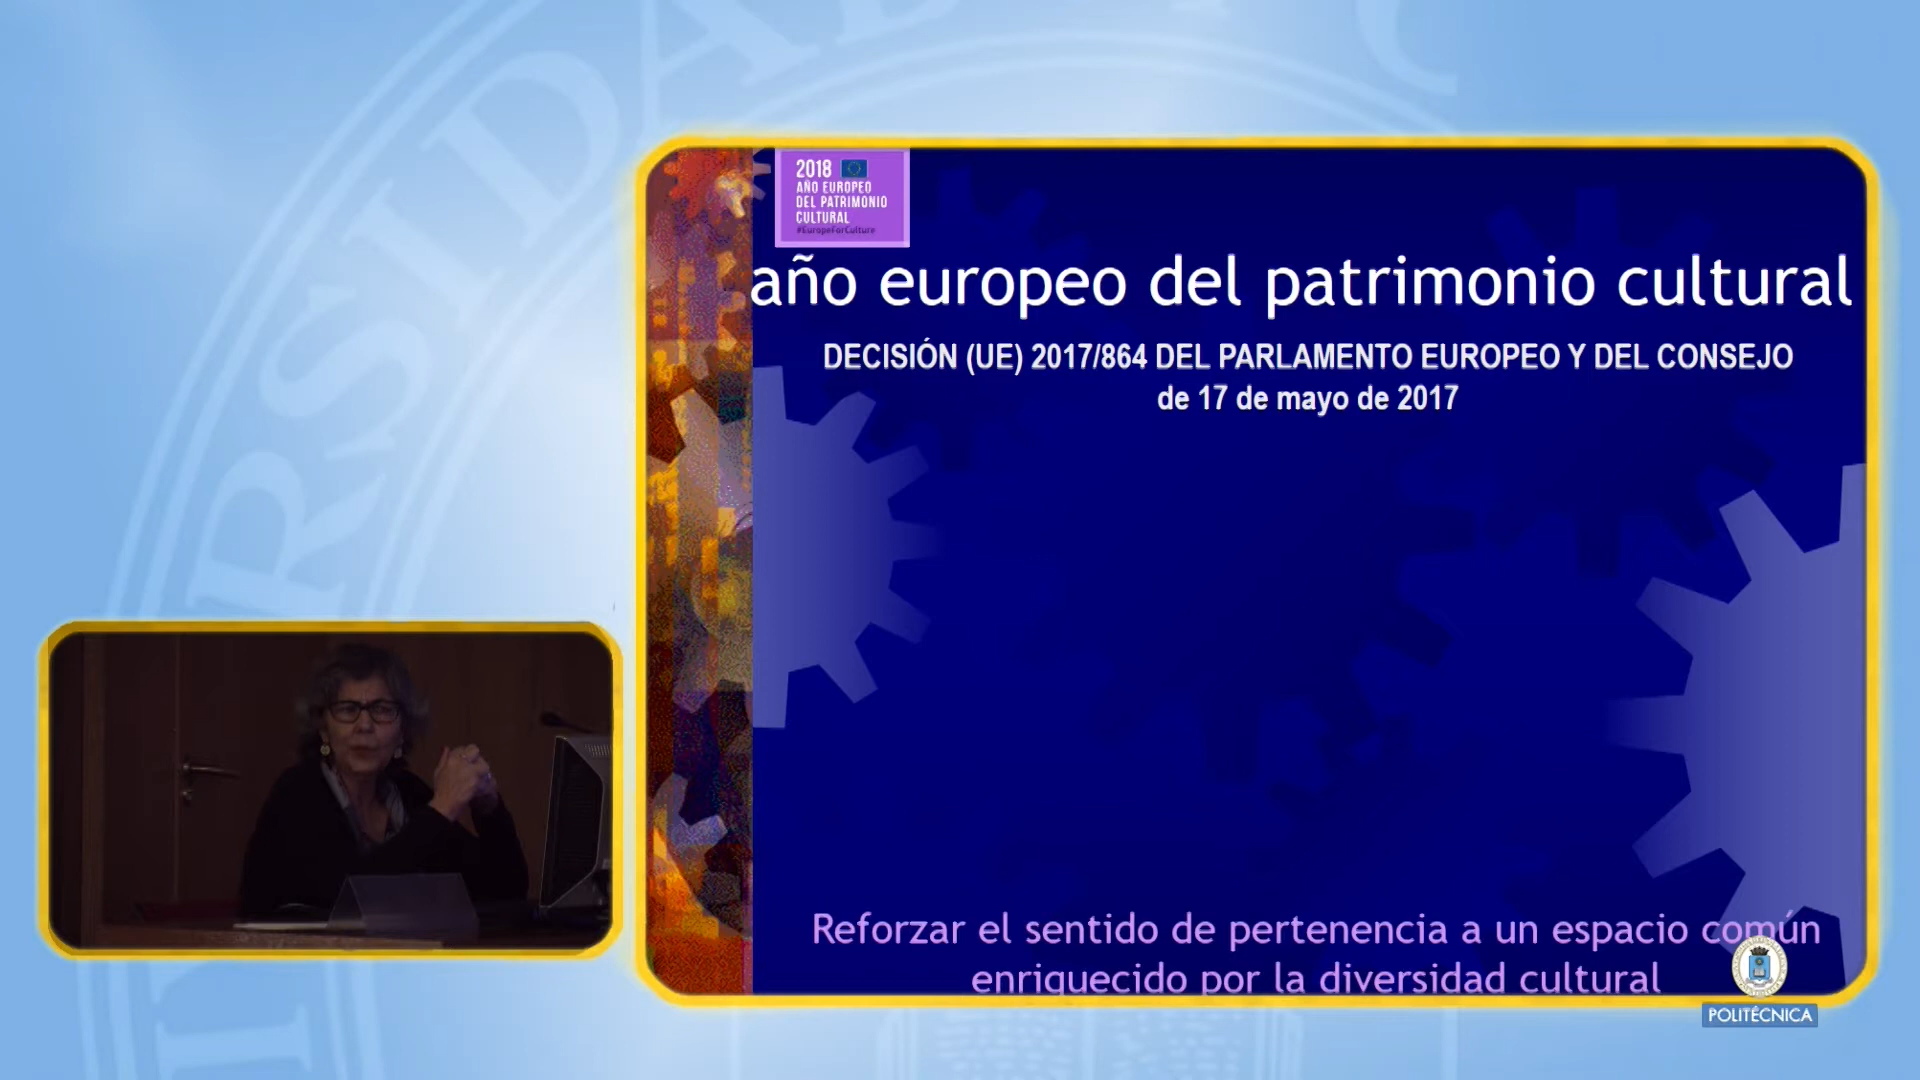 2018
AÑO EUROPEO
DEL PATRIMONIO
CULTURAL
#EuropeForCulture
año europeo del patrimonio cultural
DECISIÓN (UE) 2017/864 DEL PARLAMENTO EUROPEO Y DEL CONSEJO
de 17 de mayo de 2017
Reforzar el sentido de pertenencia a un espacio común
enriquecido por la diversidad cultural
POLITÉCNICA